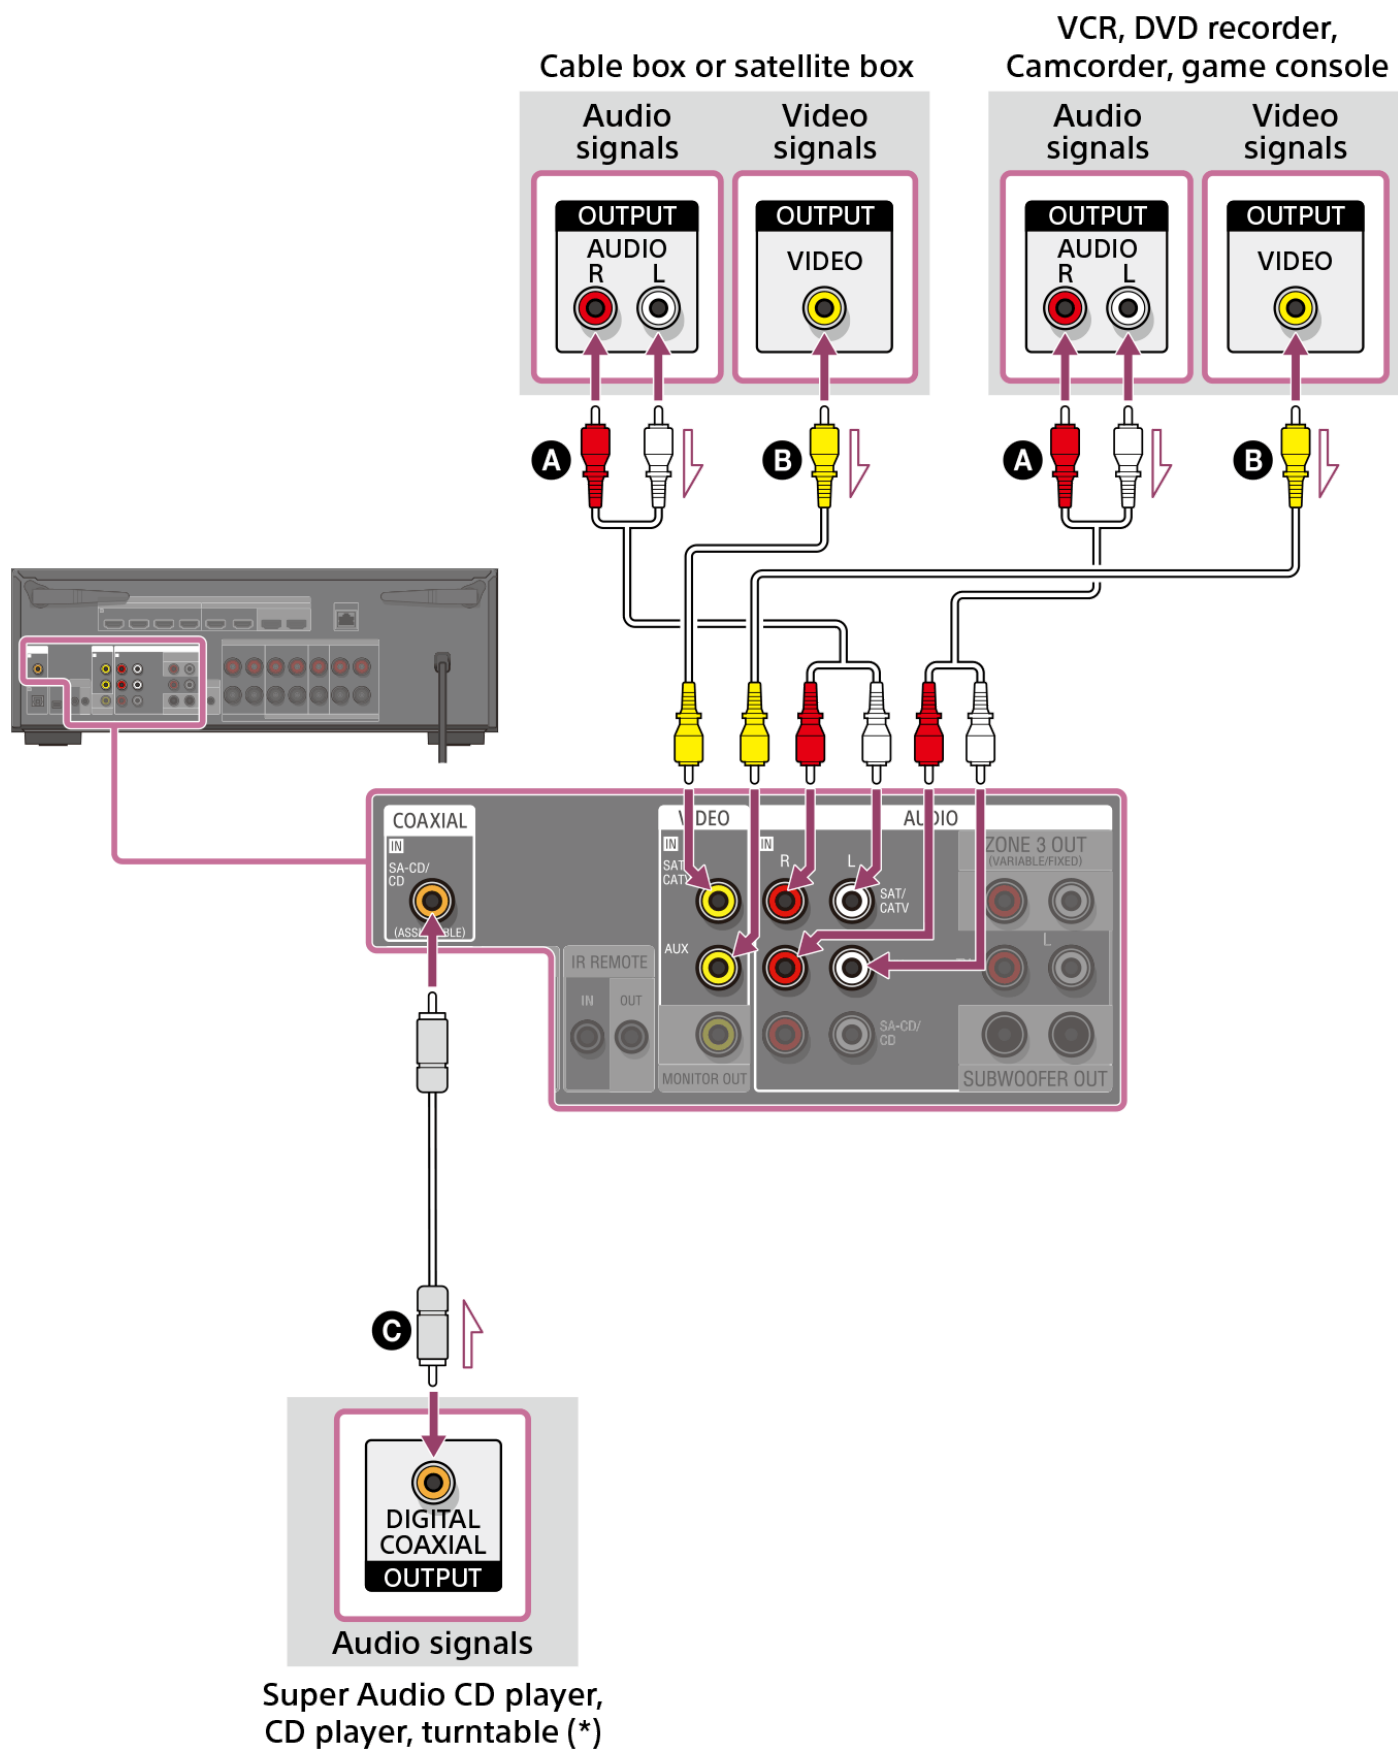 VCR, DVD recorder,
Camcorder, game console
Cable box or satellite box
Audio
signals
Video
signals
Audio
signals
Video
signals
OUTPUT
AUDIO
R L
OUTPUT
VIDEO
OUTPUT
AUDIO
R L
OUTPUT
VIDEO
A
B
A
B
COAXIAL
IN
SA-CD/
CD
VIDEO
IN
AUX
MONITOR OUT
AUDIO
IN
R L
SAT/
CATV
SA-CD/
CD
ZONE 3 OUT
(VARIABLE/FIXED)
L
SUBWOOFER OUT
IR REMOTE
IN OUT
C
DIGITAL
COAXIAL
OUTPUT
Audio signals
Super Audio CD player,
CD player, turntable (*)